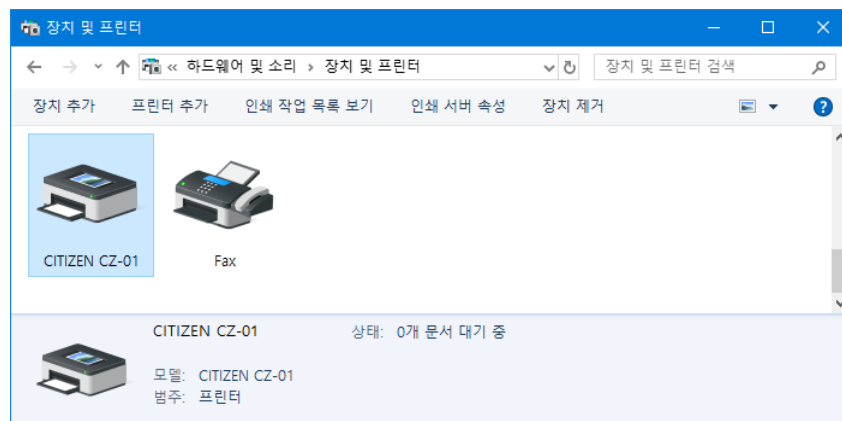 장치 및 프린터
« 하드웨어 및 소리 › 장치 및 프린터 장치 및 프린터 검색
장치 추가 프린터 추가 인쇄 작업 목록 보기 인쇄 서버 속성 장치 제거
CITIZEN CZ-01 Fax
CITIZEN CZ-01 상태: 0개 문서 대기 중
모델: CITIZEN CZ-01
범주: 프린터